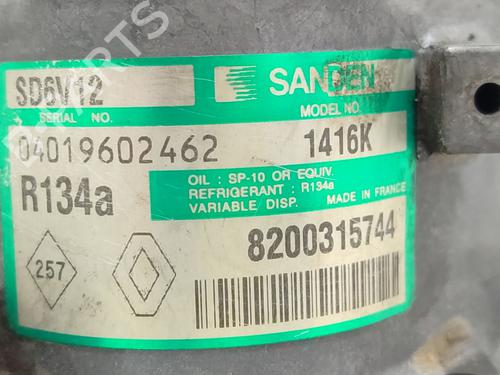 SD6V12
SANDEN
SERIAL NO.
MODEL NO.
04019602462
1416K
R134a
OIL : SP-10 OR EQUIV.
REFRIGERANT : R134a
VARIABLE DISP. MADE IN FRANCE
8200315744
257
PARTS